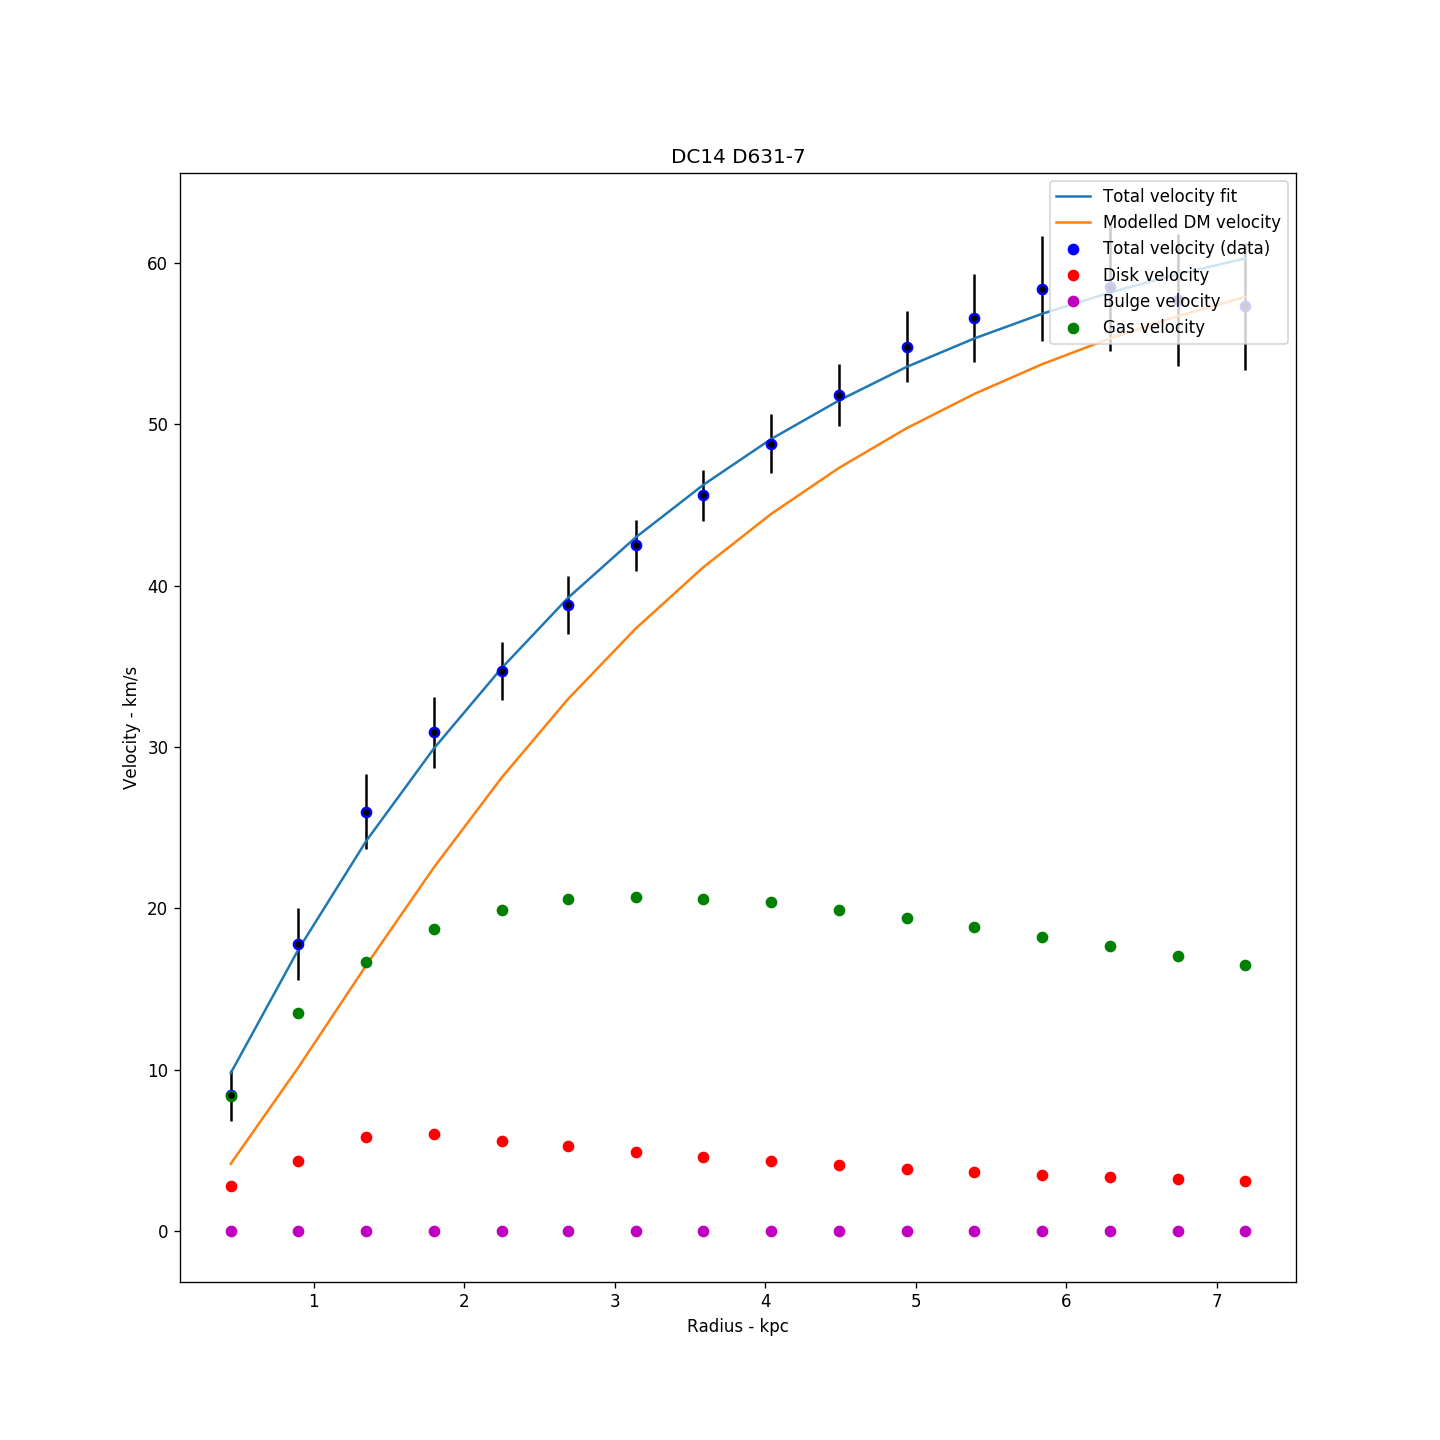 DC14 D631-7
Total velocity fit
Modelled DM velocity
Total velocity (data)
Disk velocity
Bulge velocity
Gas velocity
60
50
40
30
20
10
0
Velocity - km/s
1 2 3 4 5 6 7
Radius - kpc